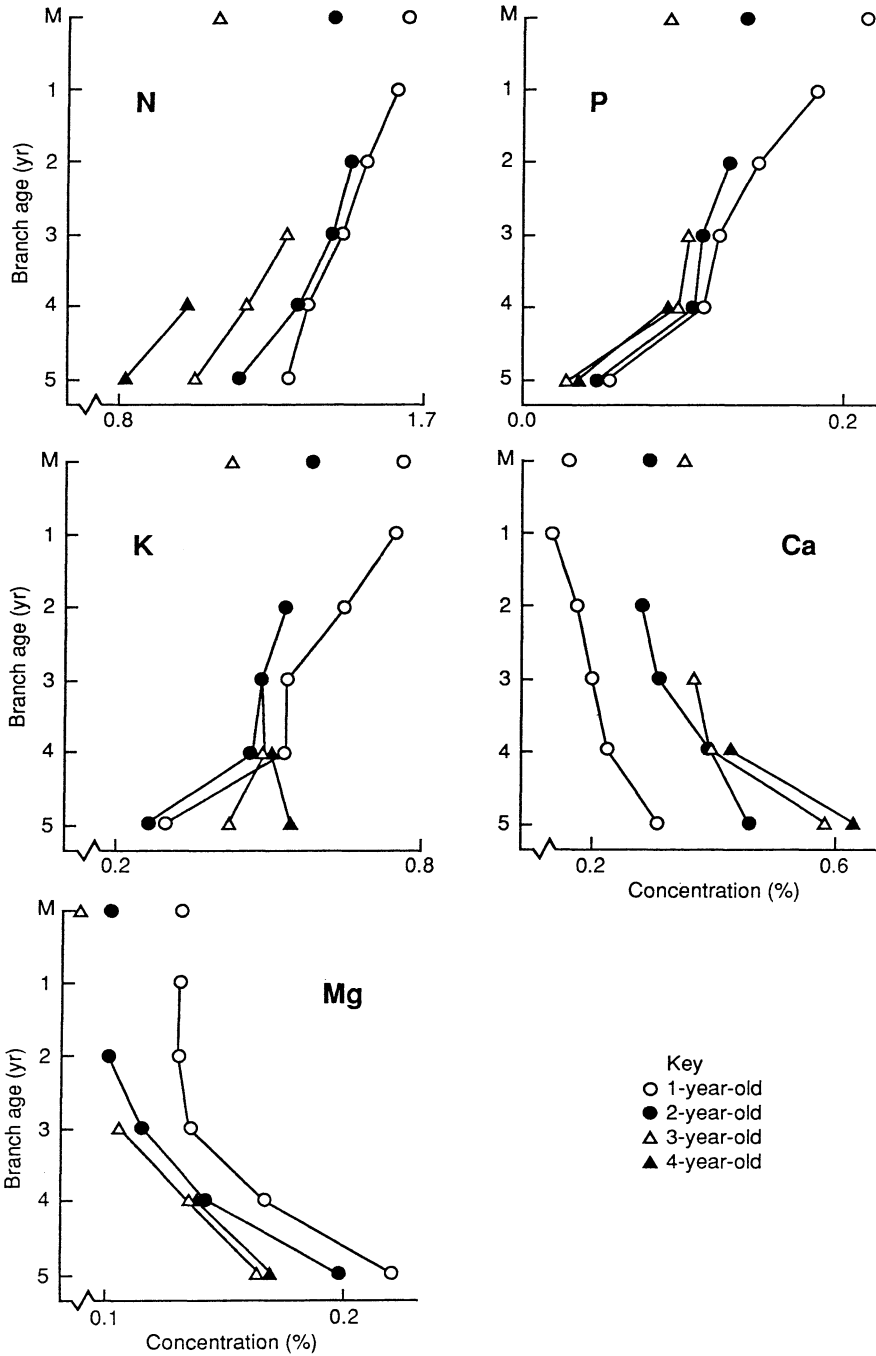 N
Branch age (yr)
M
1
2
3
4
5
0.8
1.7
P
M
1
2
3
4
5
0.0
0.2
K
Branch age (yr)
M
1
2
3
4
5
0.2
0.8
Ca
M
1
2
3
4
5
0.2
0.6
Concentration (%)
Mg
Branch age (yr)
M
1
2
3
4
5
0.1
0.2
Concentration (%)
Key
1-year-old
2-year-old
3-year-old
4-year-old